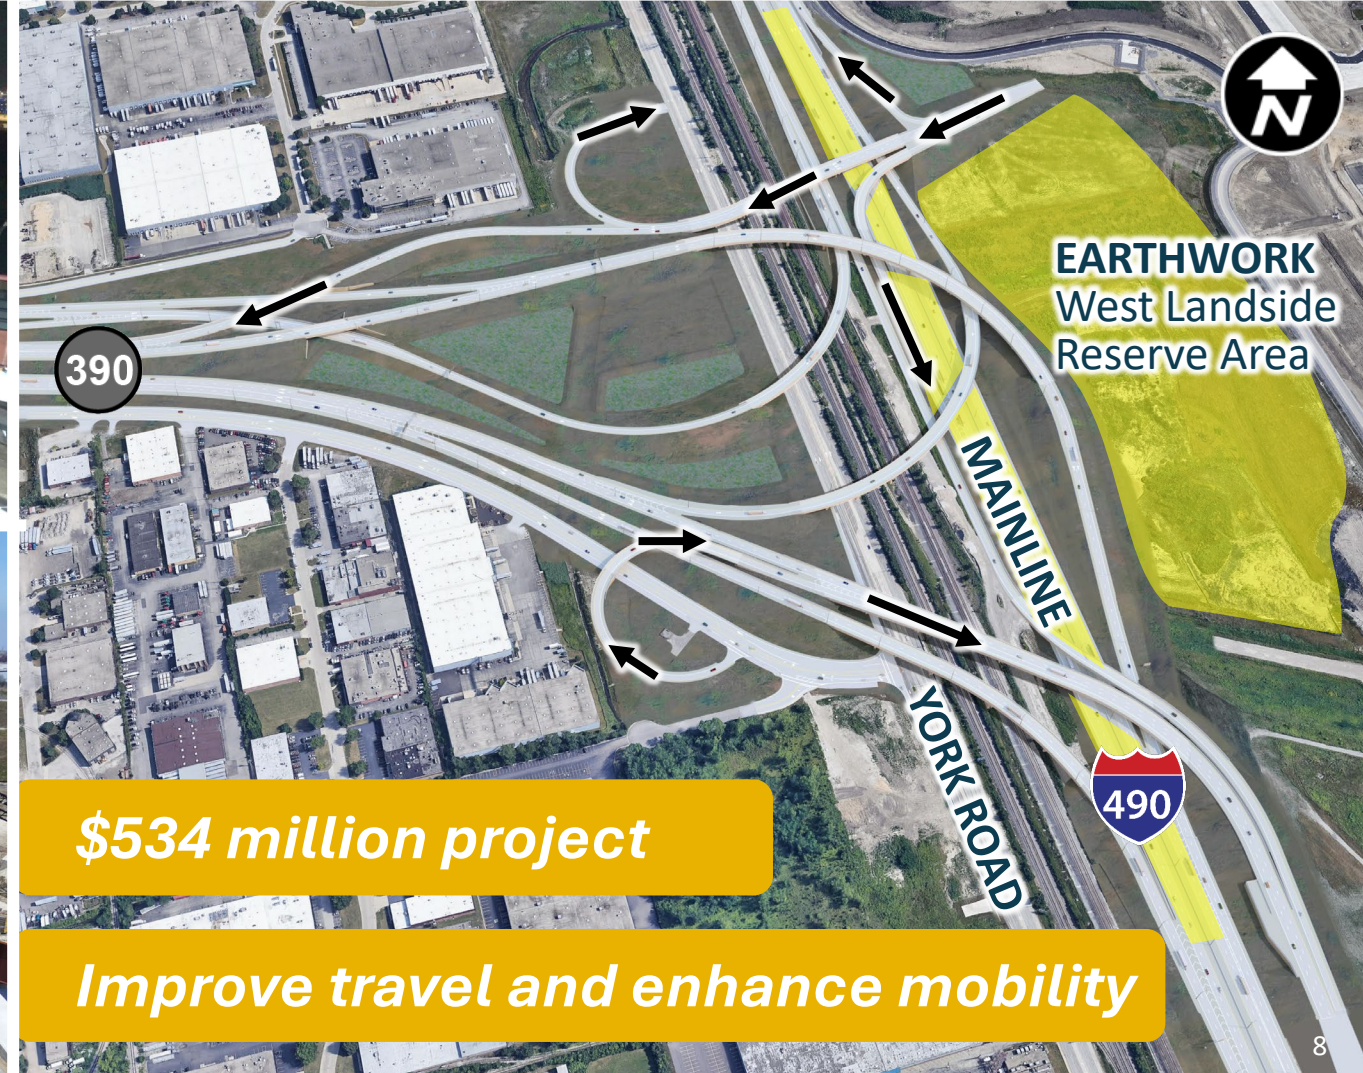 N
EARTHWORK
West Landside
Reserve Area
390
MAINLINE
YORK ROAD
490
$534 million project
Improve travel and enhance mobility
8